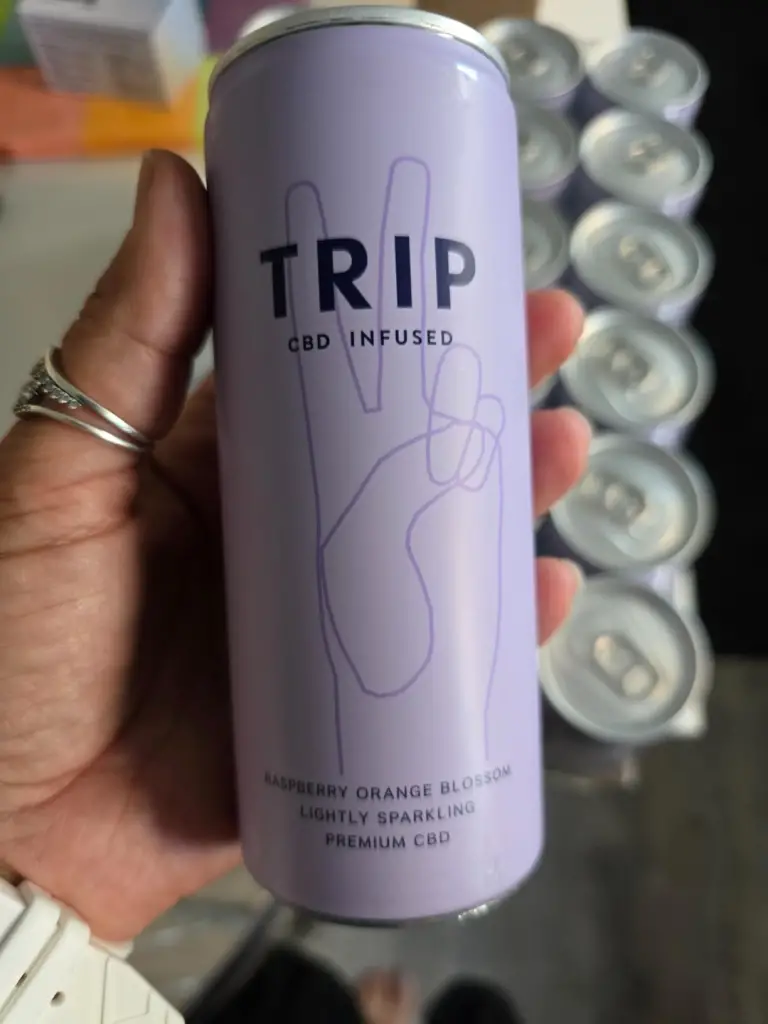 TRIP
CBD INFUSED
RASPBERRY ORANGE BLOSSOM
LIGHTLY SPARKLING
PREMIUM CBD